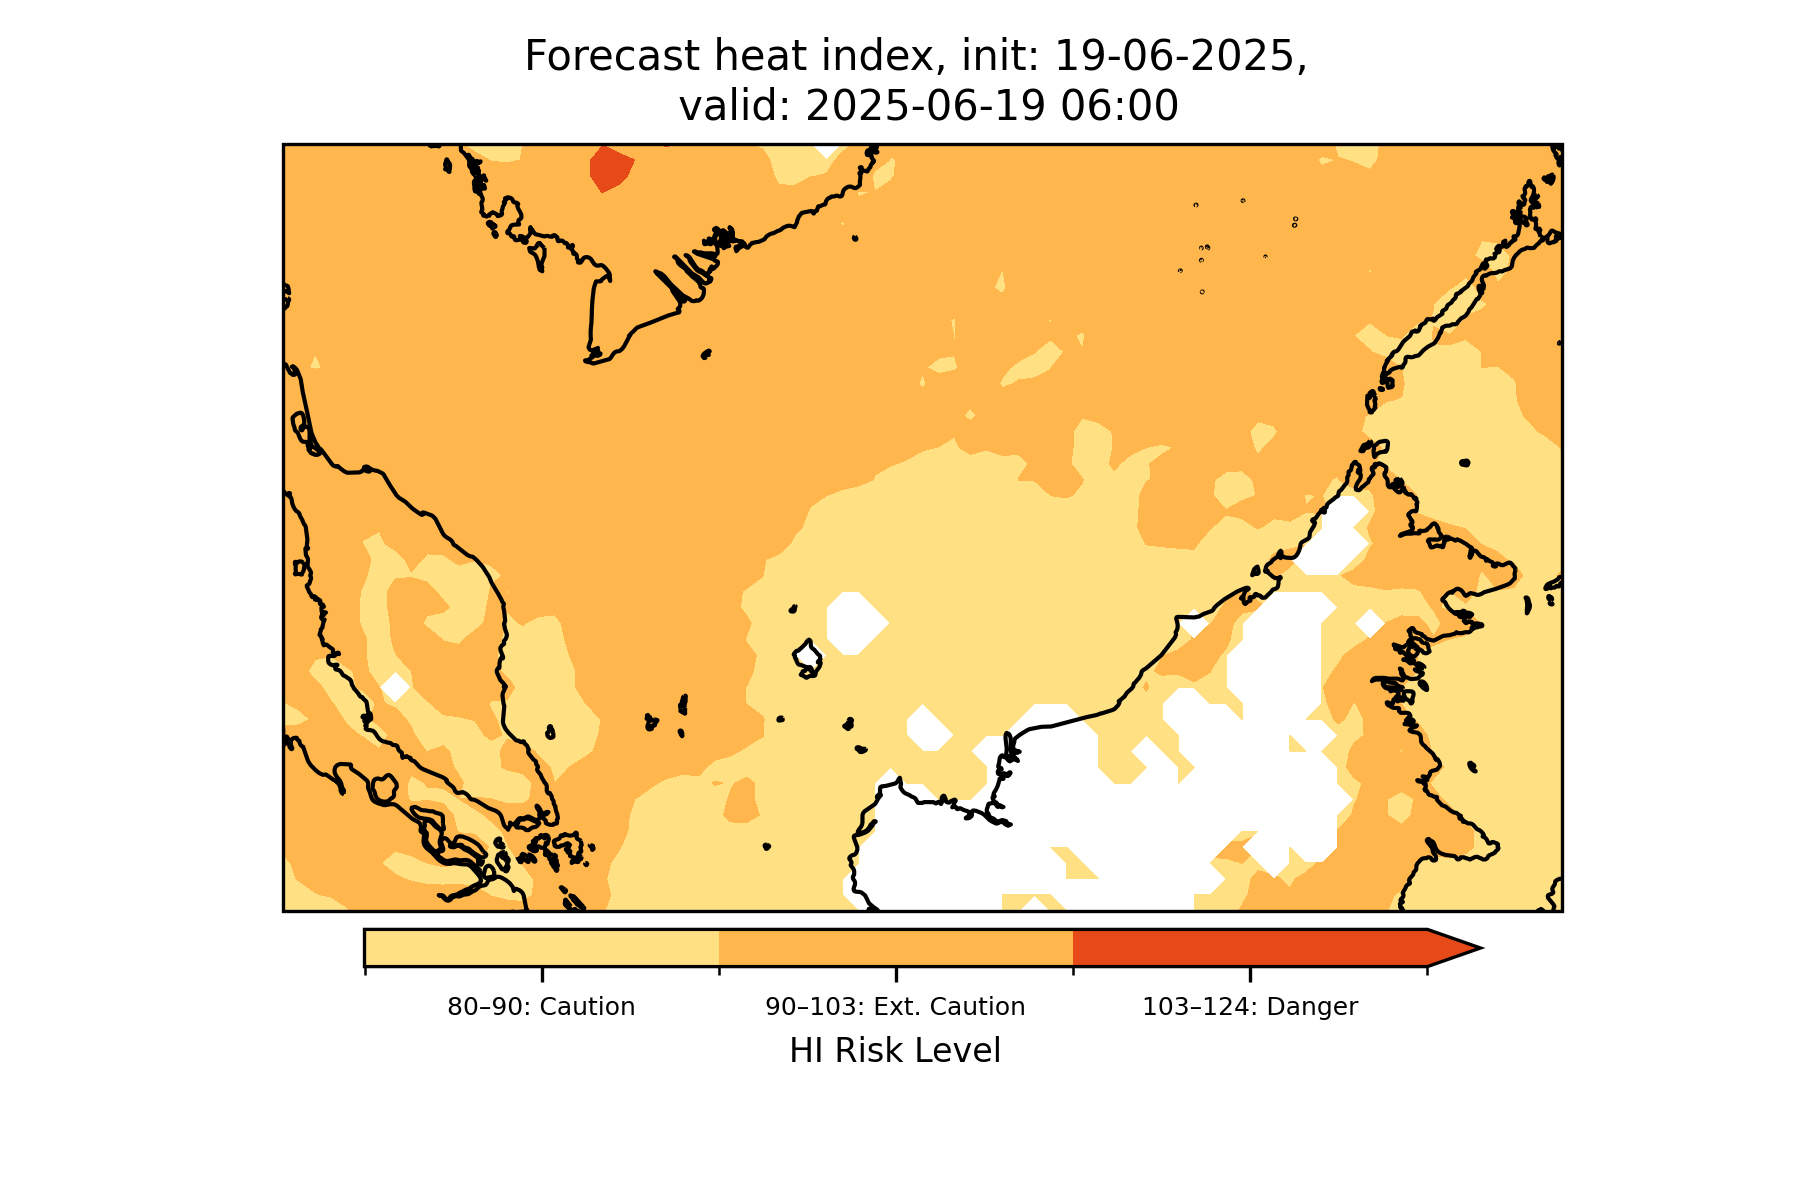 Forecast heat index, init: 19-06-2025,
valid: 2025-06-19 06:00
80–90: Caution
90–103: Ext. Caution
103–124: Danger
HI Risk Level